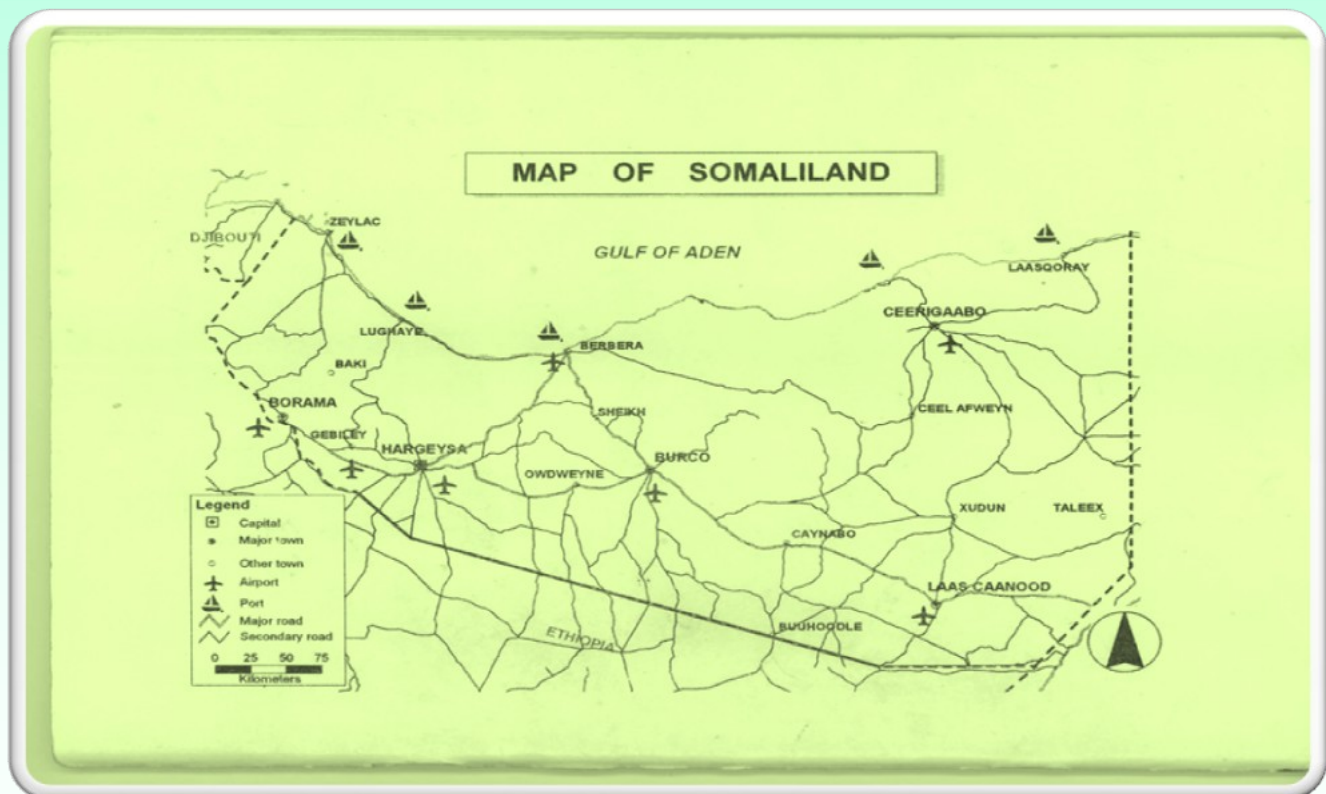 MAP OF SOMALILAND
ZEYLAC
DJIBOUTI
GULF OF ADEN
LAASQORAY
CEERIGAABO
LUGHAYE
BERBERA
BAKI
BORAMA
SHEIKH
CEEL AFWEYN
GEBILEY
HARGEYSA
BURCO
OWDWEYNE
XUDUN
TALEEX
CAYNABO
LAAS CAANOOD
BUUHOODLE
ETHIOPIA
Legend
Capital
Major town
Other town
Airport
Port
Major road
Secondary road
0 25 50 75
Kilometers